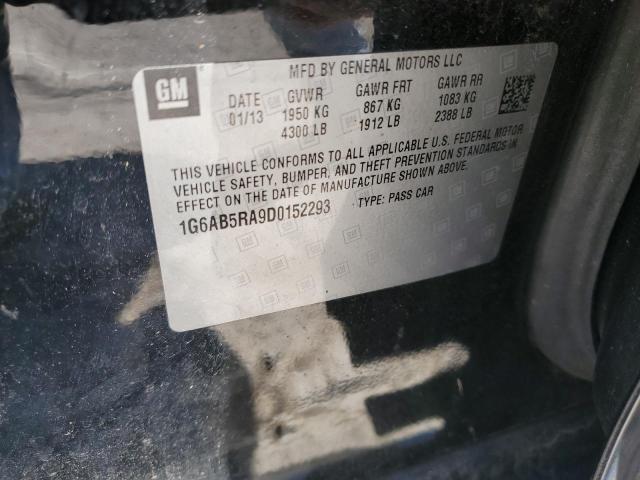 GM
MFD BY GENERAL MOTORS LLC
DATE GVWR GAWR FRT GAWR RR
01/13 1950 KG 867 KG 1083 KG
4300 LB 1912 LB 2388 LB
THIS VEHICLE CONFORMS TO ALL APPLICABLE U.S. FEDERAL MOTOR
VEHICLE SAFETY, BUMPER, AND THEFT PREVENTION STANDARDS IN
EFFECT ON THE DATE OF MANUFACTURE SHOWN ABOVE.
1G6AB5RA9D0152293 TYPE: PASS CAR